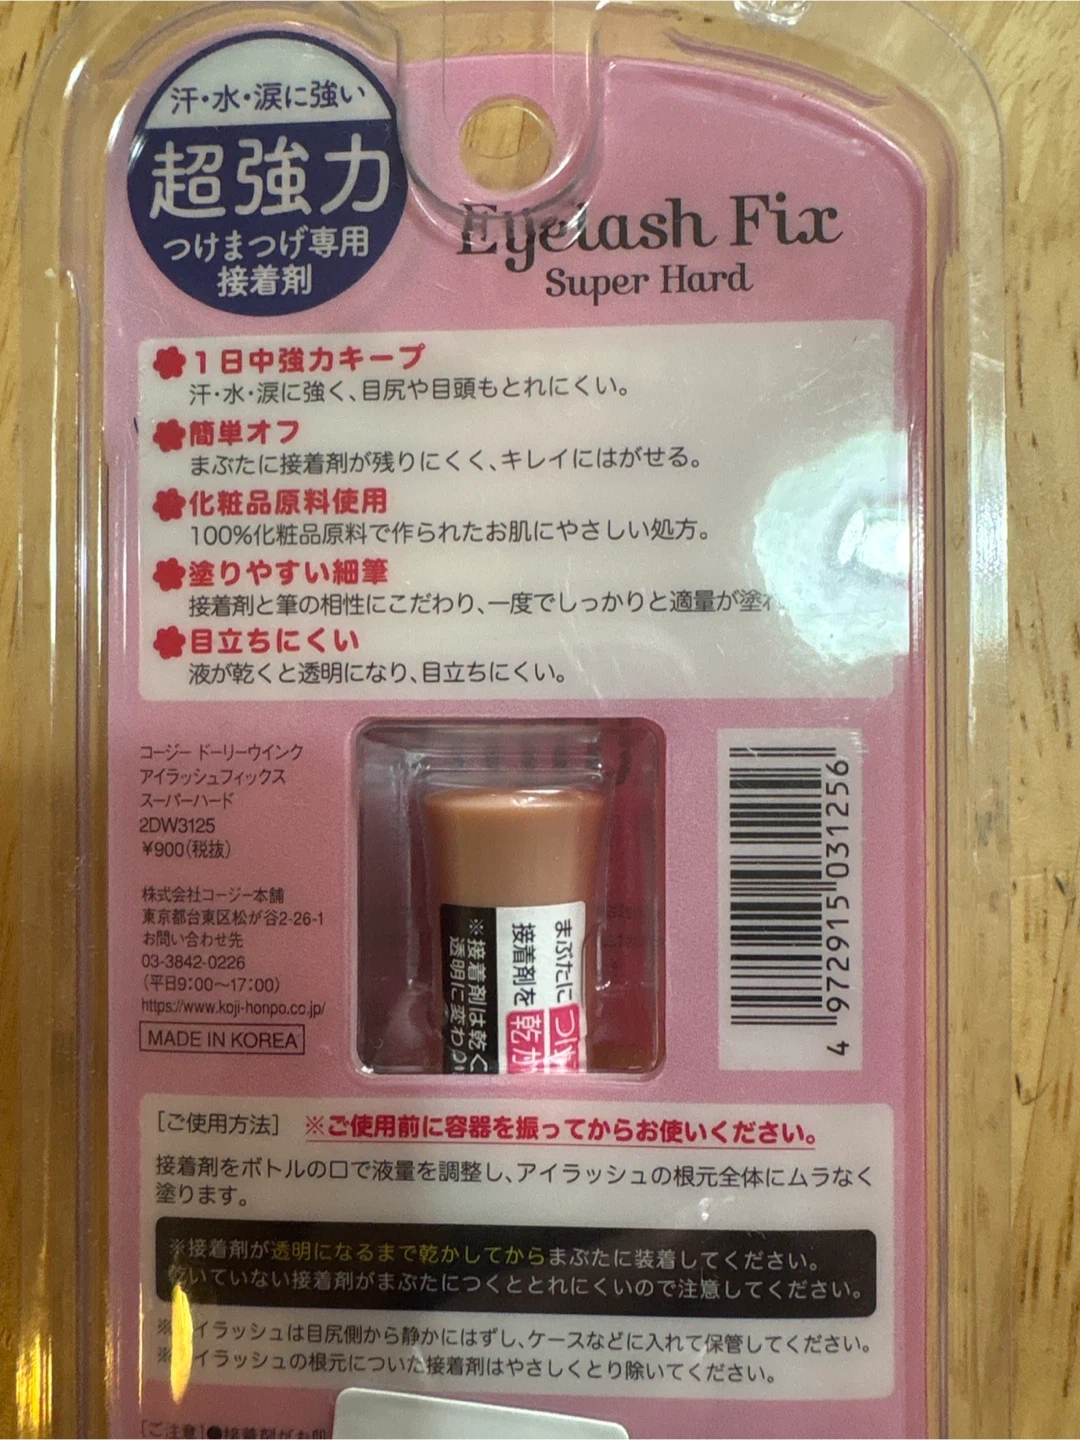 汗・水・涙に強い
超強力
つけまつげ専用
接着剤
Eyelash Fix
Super Hard
1日中強力キープ
汗・水・涙に強く、目尻や目頭もとれにくい。
簡単オフ
まぶたに接着剤が残りにくく、キレイにはがせる。
化粧品原料使用
100%化粧品原料で作られたお肌にやさしい処方。
塗りやすい細筆
接着剤と筆の相性にこだわり、一度でしっかりと適量が塗
目立ちにくい
液が乾くと透明になり、目立ちにくい。
コージー ドーリーウインク
アイラッシュフィックス
スーパーハード
2DW3125
¥900(税抜)
株式会社コージー本舗
東京都台東区松が谷2-26-1
お問い合わせ先
03-3842-0226
(平日9:00〜17:00)
https://www.koji-honpo.co.jp/
MADE IN KOREA
まぶたに
接着剤を乾か
※接着剤は乾く
透明に変わり
4 972915 031256
[ご使用方法] ※ご使用前に容器を振ってからお使いください。
接着剤をボトルの口で液量を調整し、アイラッシュの根元全体にムラなく
塗ります。
※接着剤が透明になるまで乾かしてからまぶたに装着してください。
乾いていない接着剤がまぶたにつくととれにくいので注意してください。
※アイラッシュは目尻側から静かにはずし、ケースなどに入れて保管してください。
※アイラッシュの根元についた接着剤はやさしくとり除いてください。
[ご注意]●接着剤がお肌